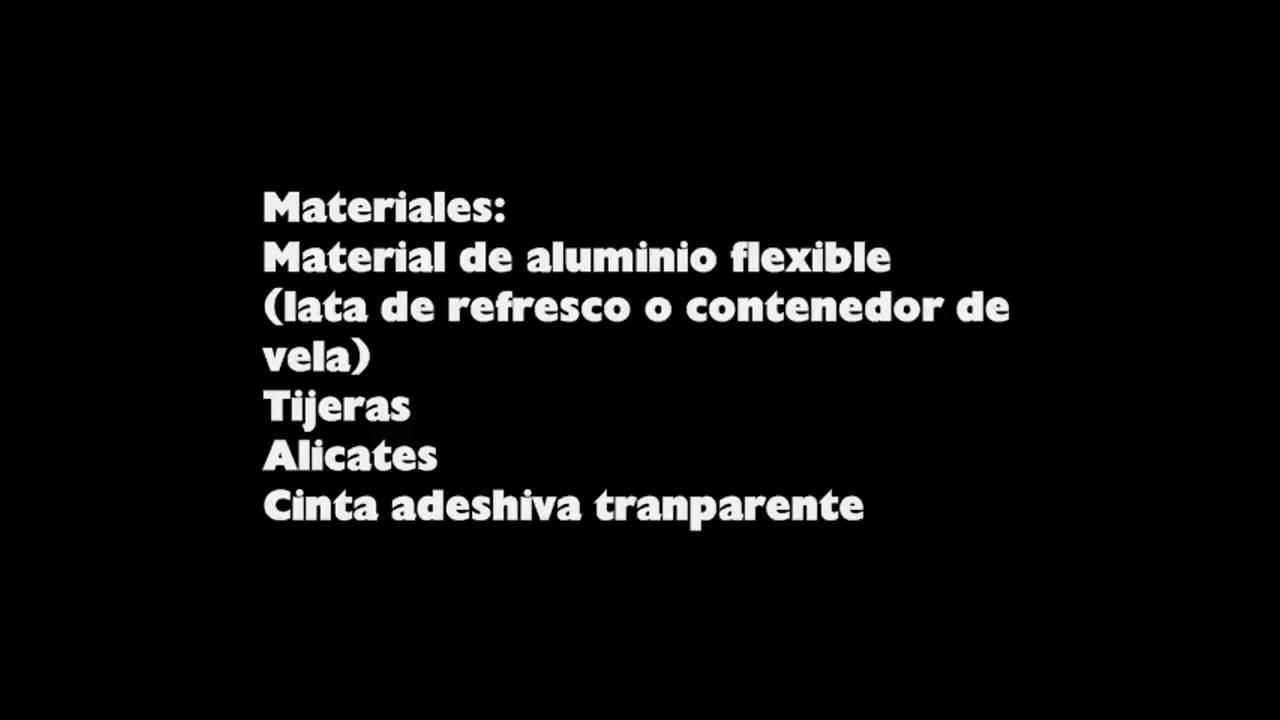 Materiales:
Material de aluminio flexible
(lata de refresco o contenedor de
vela)
Tijeras
Alicates
Cinta adeshiva tranparente